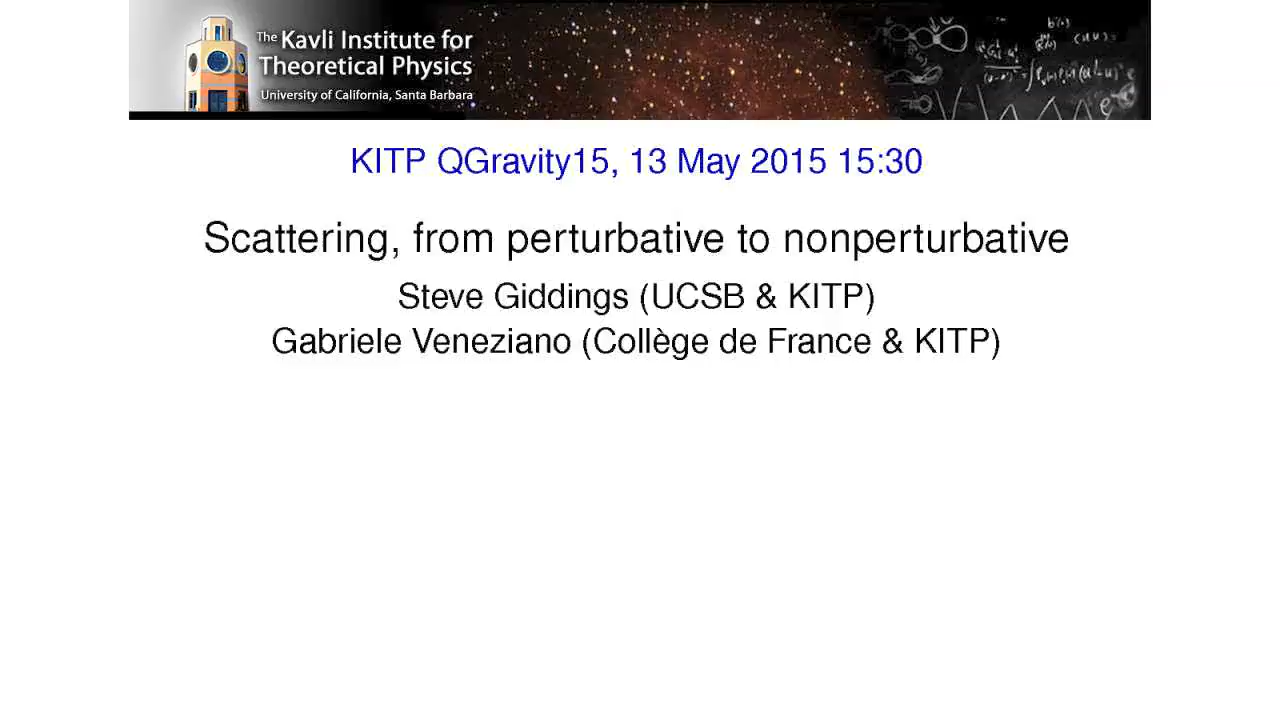 The Kavli Institute for
Theoretical Physics
University of California, Santa Barbara
KITP QGravity15, 13 May 2015 15:30
Scattering, from perturbative to nonperturbative
Steve Giddings (UCSB & KITP)
Gabriele Veneziano (Collège de France & KITP)